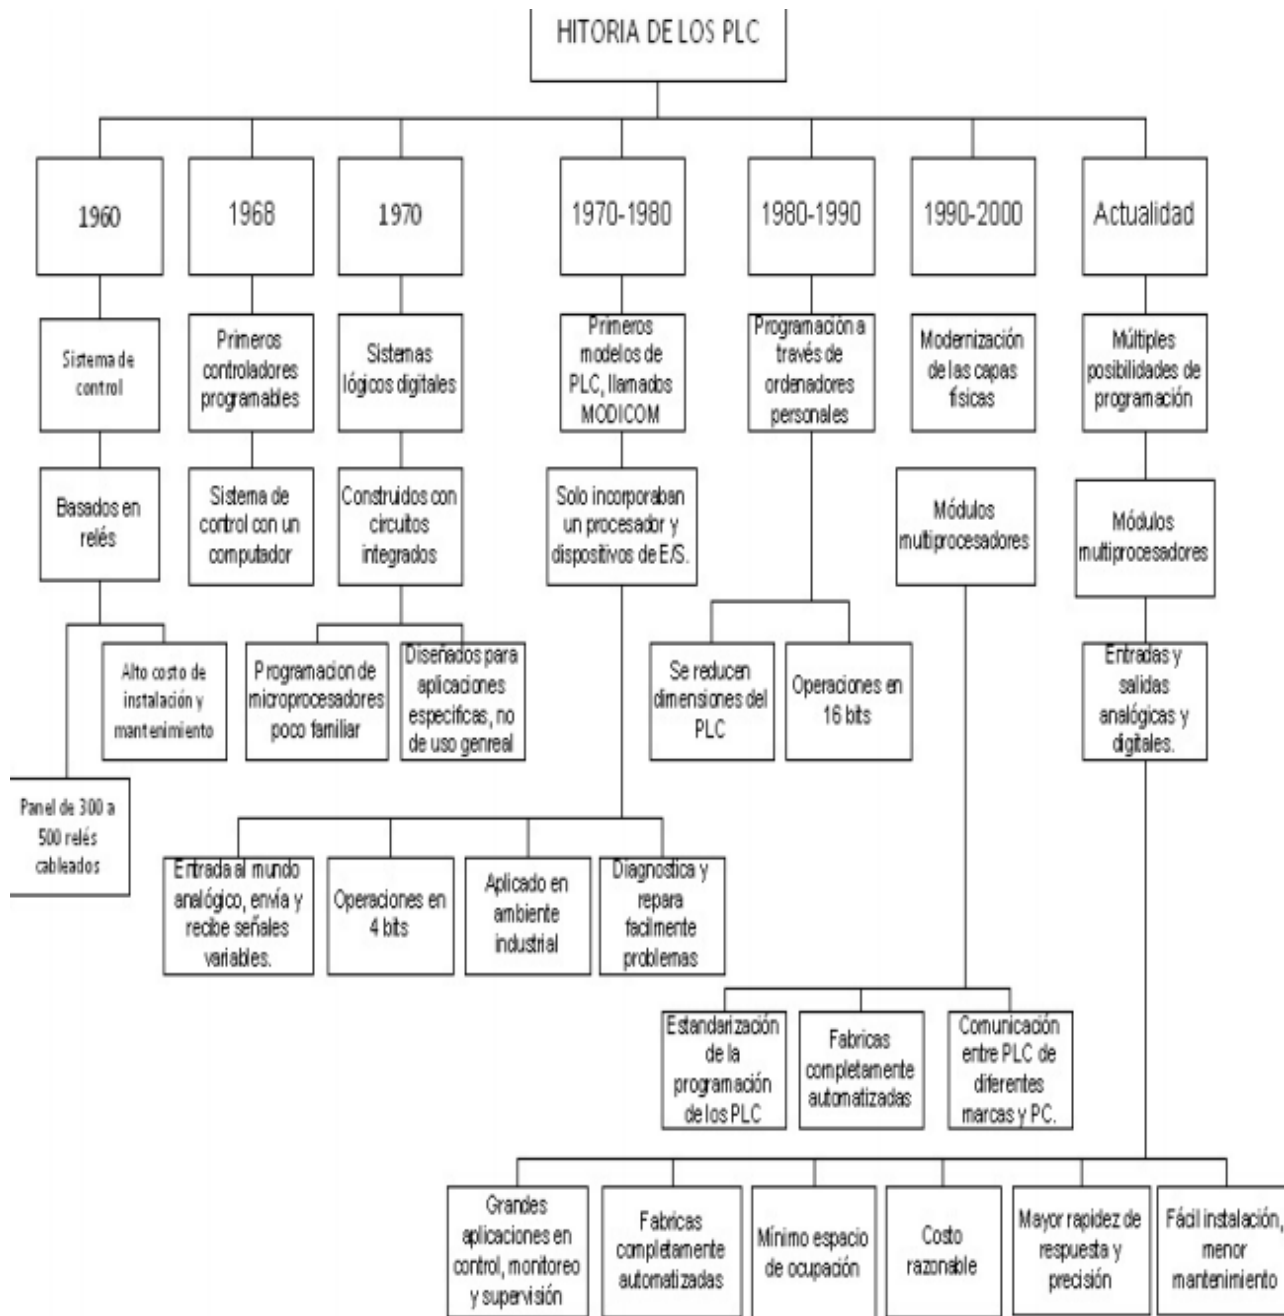 HITORIA DE LOS PLC
1960
1968
1970
1970-1980
1980-1990
1990-2000
Actualidad
Sistema de
control
Primeros
controladores
programables
Sistemas
lógicos digitales
Primeros
modelos de
PLC, llamados
MODICOM
Programación a
través de
ordenadores
personales
Modernización
de las capas
físicas
Múltiples
posibilidades de
programación
Basados en
relés
Sistema de
control con un
computador
Construidos con
circuitos
integrados
Solo incorporaban
un procesador y
dispositivos de E/S.
Módulos
multiprocesadores
Módulos
multiprocesadores
Alto costo de
instalación y
mantenimiento
Programacion de
microprocesadores
poco familiar
Diseñados para
aplicaciones
especificas, no
de uso genreal
Se reducen
dimensiones del
PLC
Operaciones en
16 bits
Entradas y
salidas
analógicas y
digitales.
Panel de 300 a
500 relés
cableados
Entrada al mundo
analógico, envía y
recibe señales
variables.
Operaciones en
4 bits
Aplicado en
ambiente
industrial
Diagnostica y
repara
facilmente
problemas
Estandarización
de la
programación
de los PLC
Fabricas
completamente
automatizadas
Comunicación
entre PLC de
diferentes
marcas y PC.
Grandes
aplicaciones en
control, monitoreo
y supervisión
Fabricas
completamente
automatizadas
Mínimo espacio
de ocupación
Costo
razonable
Mayor rapidez de
respuesta y
precisión
Fácil instalación,
menor
mantenimiento